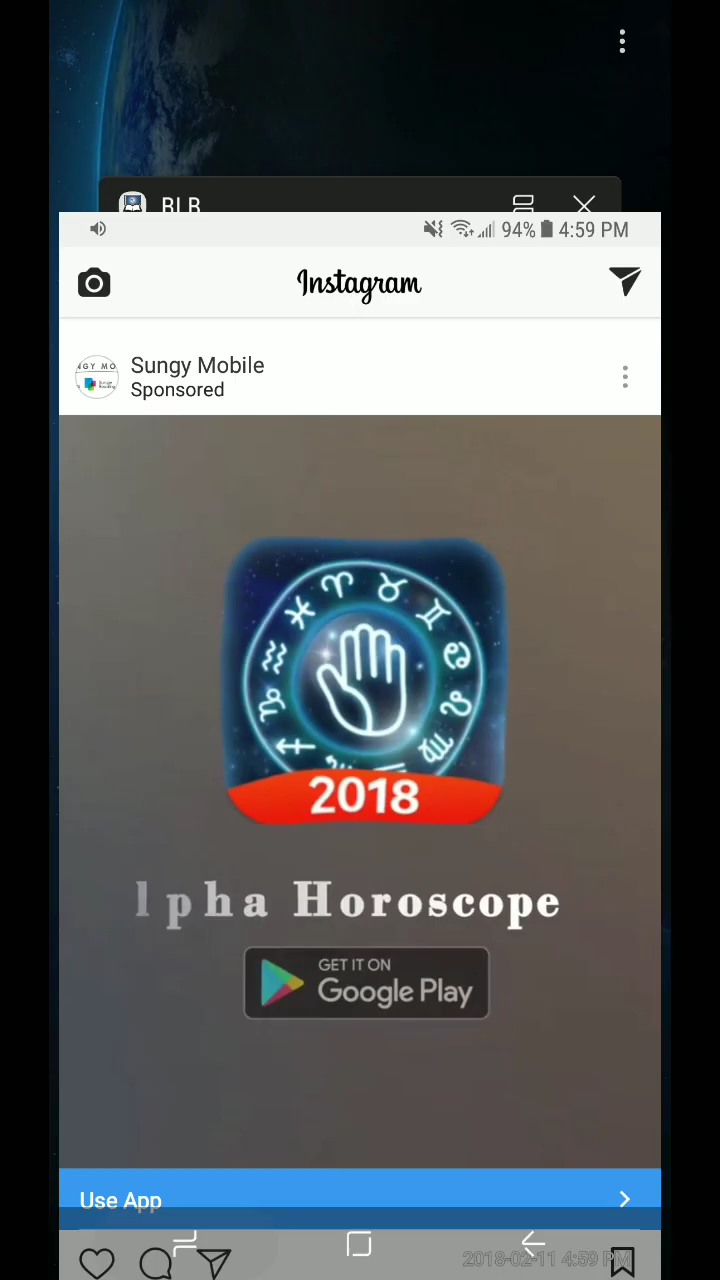 BLB
94% 4:59 PM
Instagram
Sungy Mobile
Sponsored
2018
lpha Horoscope
GET IT ON
Google Play
Use App
2018-02-11 4:59 PM